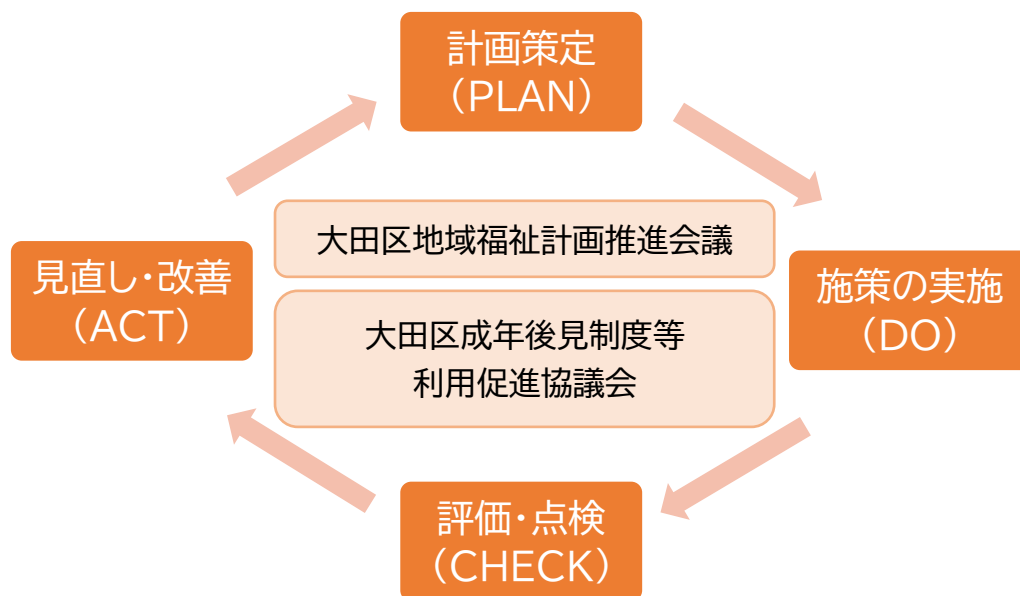 計画策定
（PLAN）
大田区地域福祉計画推進会議
見直し・改善
（ACT）
施策の実施
（DO）
大田区成年後見制度等
利用促進協議会
評価・点検
（CHECK）